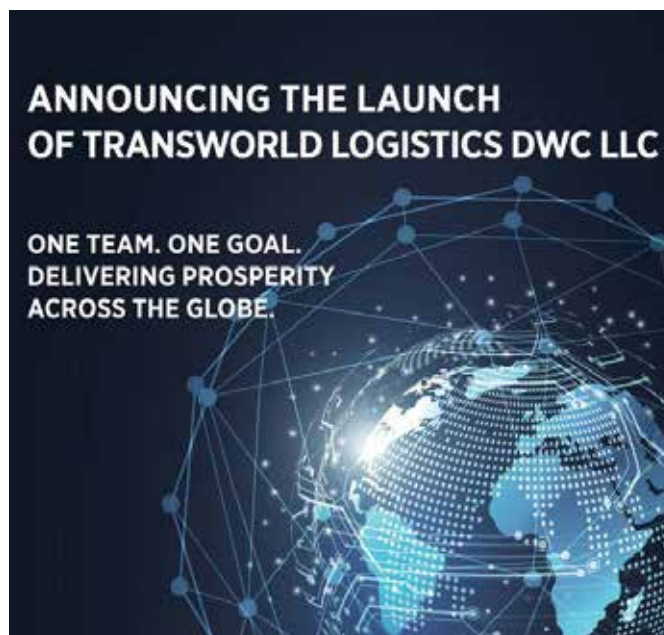 ANNOUNCING THE LAUNCH
OF TRANSWORLD LOGISTICS DWC LLC
ONE TEAM. ONE GOAL.
DELIVERING PROSPERITY
ACROSS THE GLOBE.